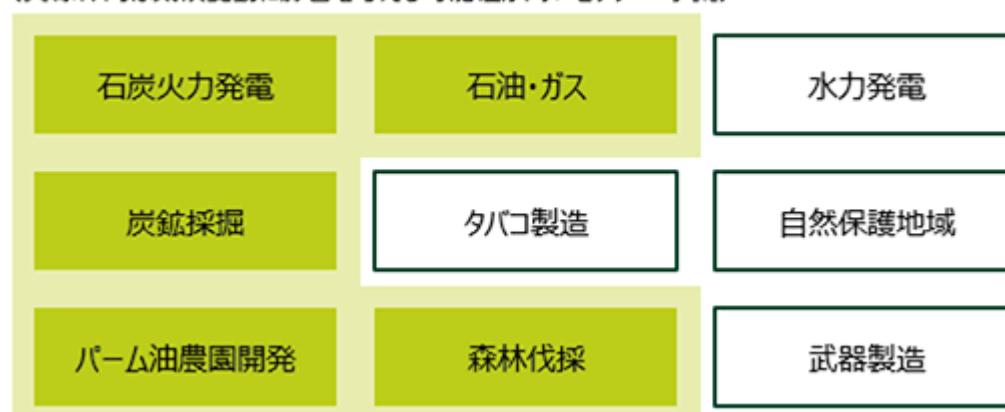 石炭火力発電
石油・ガス
水力発電
炭鉱採掘
タバコ製造
自然保護地域
パーム油農園開発
森林伐採
武器製造